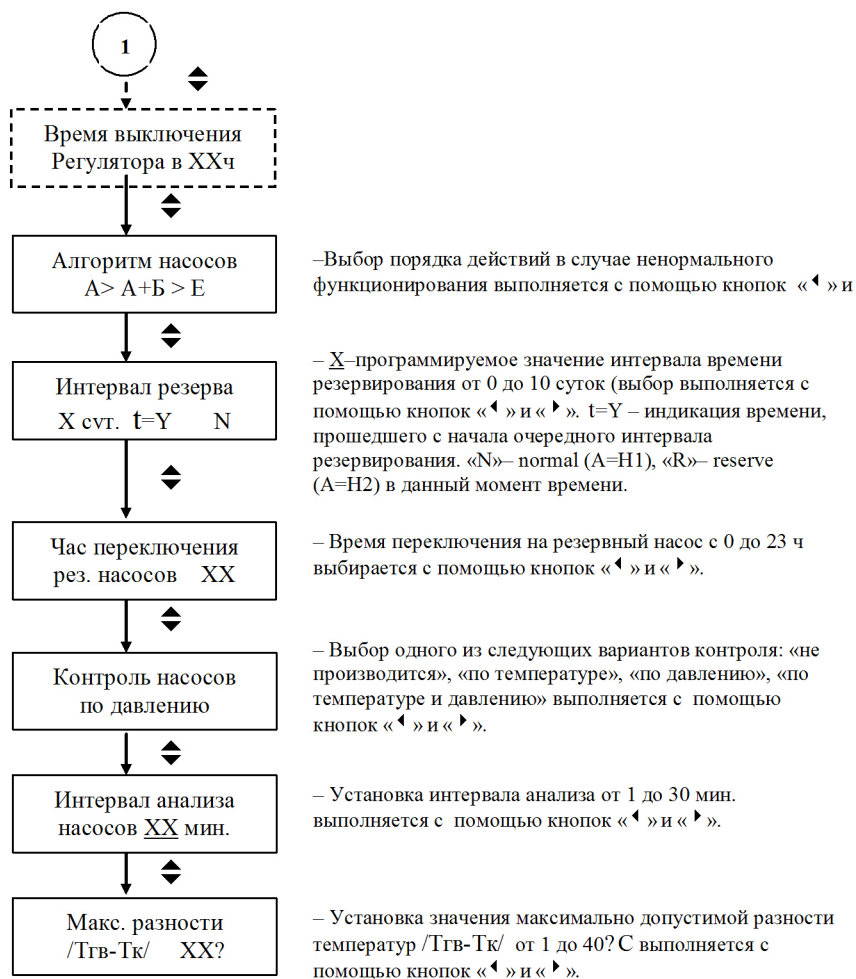 1
Время выключения
Регулятора в XXч
Алгоритм насосов
А> А+Б > Е
–Выбор порядка действий в случае ненормального
функционирования выполняется с помощью кнопок « » и
Интервал резерва
X сут. t=Y N
– X–программируемое значение интервала времени
резервирования от 0 до 10 суток (выбор выполняется с
помощью кнопок « » и « ». t=Y – индикация времени,
прошедшего с начала очередного интервала
резервирования. «N»– normal (A=H1), «R»– reserve
(A=H2) в данный момент времени.
Час переключения
рез. насосов XX
– Время переключения на резервный насос с 0 до 23 ч
выбирается с помощью кнопок « » и « ».
Контроль насосов
по давлению
– Выбор одного из следующих вариантов контроля: «не
производится», «по температуре», «по давлению», «по
температуре и давлению» выполняется с помощью
кнопок « » и « ».
Интервал анализа
насосов XX мин.
– Установка интервала анализа от 1 до 30 мин.
выполняется с помощью кнопок « » и « ».
Макс. разности
/Тгв-Тк/ XX?
– Установка значения максимально допустимой разности
температур /Тгв-Тк/ от 1 до 40? С выполняется с
помощью кнопок « » и « ».